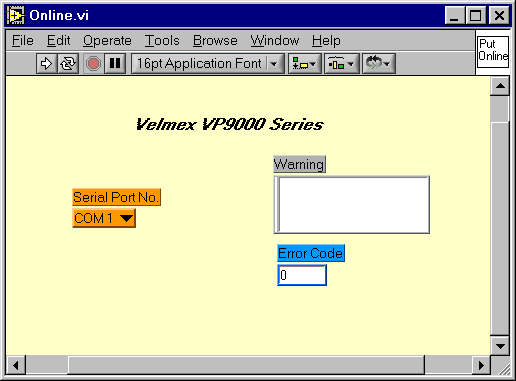 Online.vi
File Edit Operate Tools Browse Window Help
Put
Online
16pt Application Font
Velmex VP9000 Series
Warning
Serial Port No.
COM 1
Error Code
0